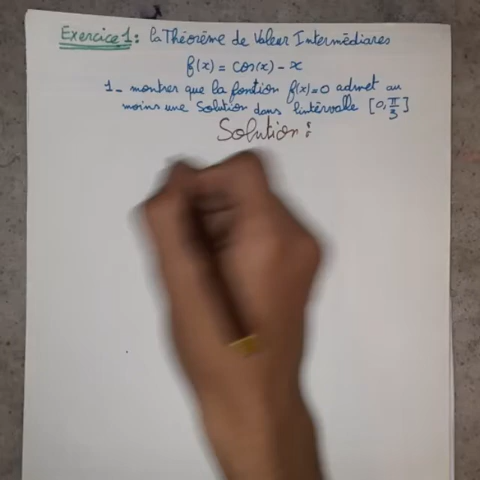 Exercice 1 : la Théorème de Valeur Intermédiares
f(x) = cos(x) - x
1_ montrer que la fontion f(x)=0 admet au
moins une solution dans l'intervalle [0, π/3]
Solution :